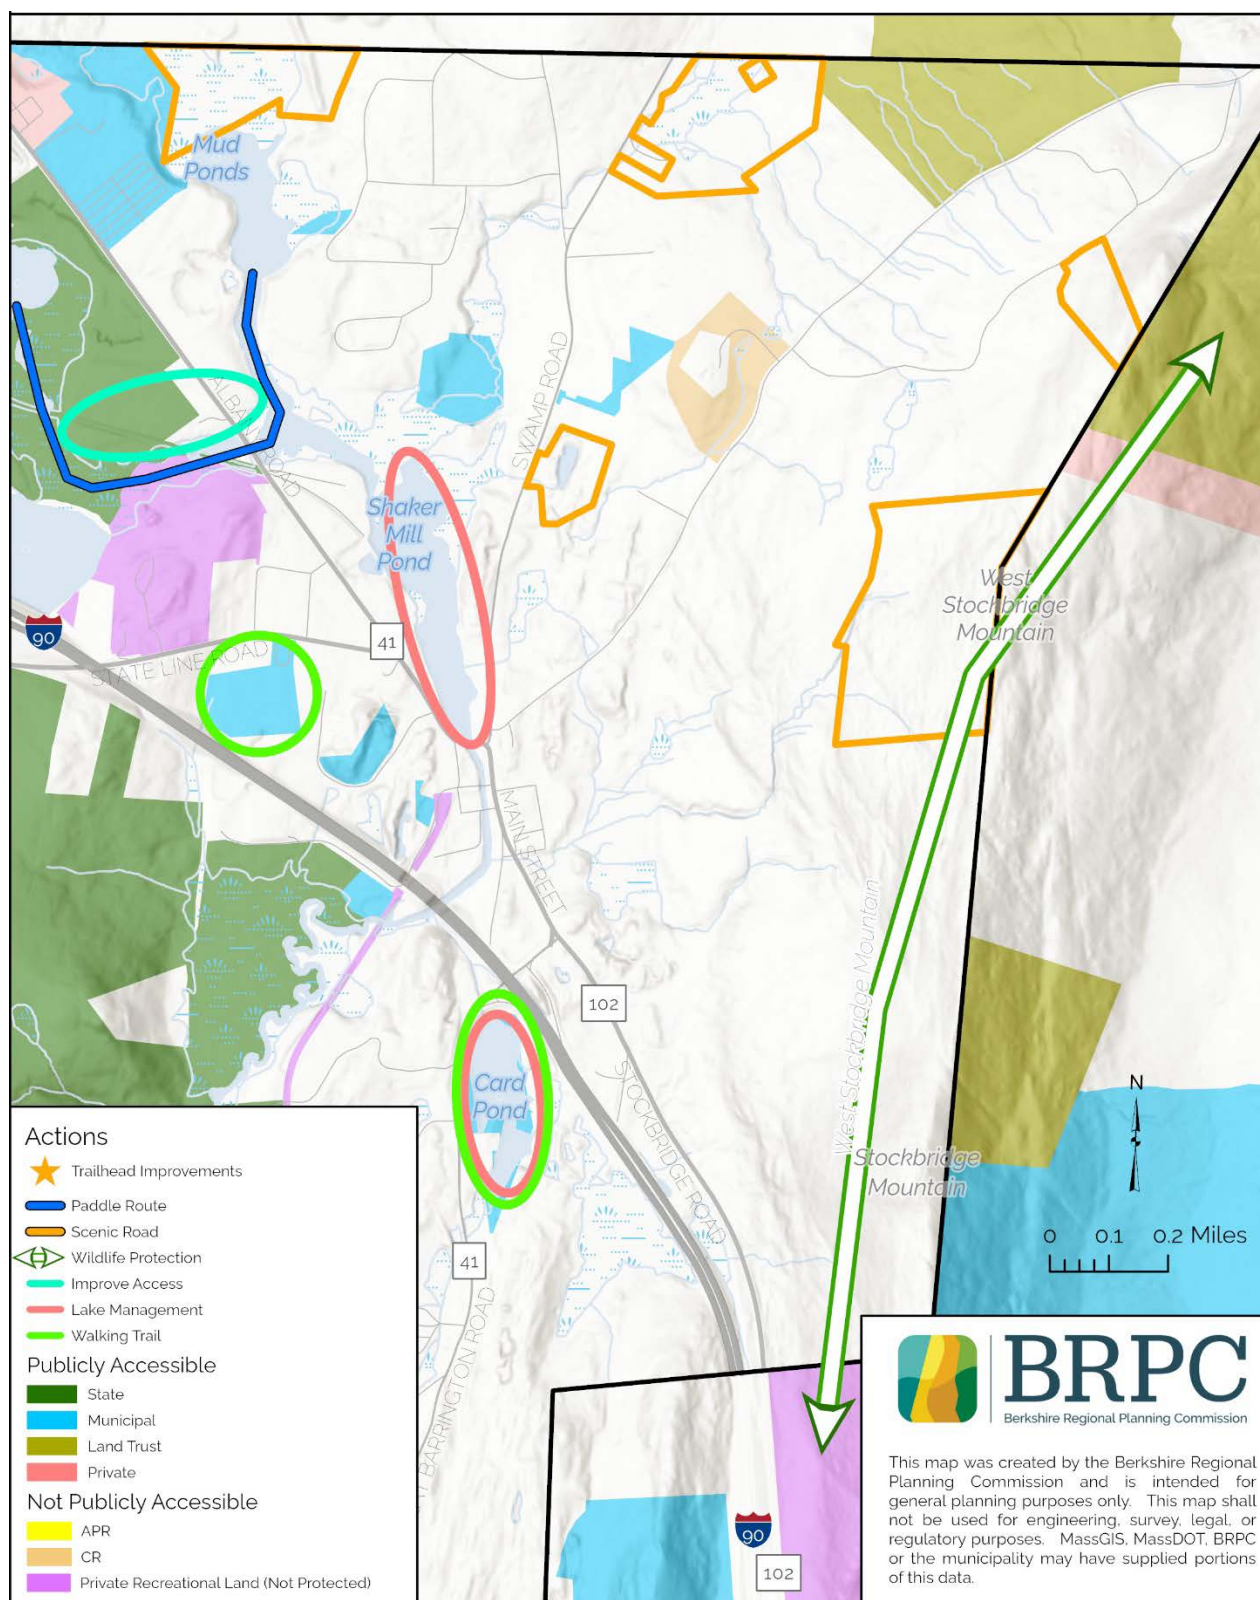 Mud
Ponds
ALBANY ROAD
SWAMP ROAD
Shaker
Mill
Pond
90
41
STATE LINE ROAD
West
Stockbridge
Mountain
MAIN STREET
West Stockbridge Mountain
102
Card
Pond
STOCKBRIDGE ROAD
Stockbridge
Mountain
N
0 0.1 0.2 Miles
41
BARRINGTON ROAD
90
102
Actions
Trailhead Improvements
Paddle Route
Scenic Road
Wildlife Protection
Improve Access
Lake Management
Walking Trail
Publicly Accessible
State
Municipal
Land Trust
Private
Not Publicly Accessible
APR
CR
Private Recreational Land (Not Protected)
BRPC
Berkshire Regional Planning Commission
This map was created by the Berkshire Regional
Planning Commission and is intended for
general planning purposes only. This map shall
not be used for engineering, survey, legal, or
regulatory purposes. MassGIS, MassDOT, BRPC
or the municipality may have supplied portions
of this data.